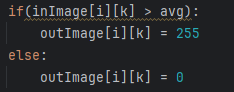 if(inImage[i][k] > avg):
    outImage[i][k] = 255
else:
    outImage[i][k] = 0